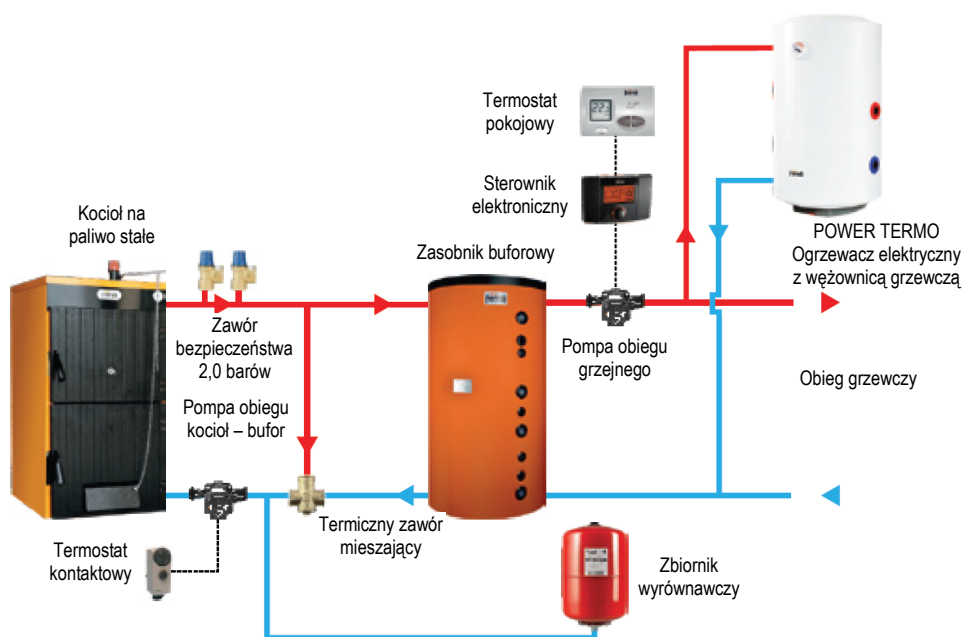 Termostat
pokojowy
Sterownik
elektroniczny
Kocioł na
paliwo stałe
Zasobnik buforowy
POWER TERMO
Ogrzewacz elektryczny
z wężownicą grzewczą
Zawór
bezpieczeństwa
2,0 barów
Pompa obiegu
grzejnego
Obieg grzewczy
Pompa obiegu
kocioł – bufor
Termiczny zawór
mieszający
Termostat
kontaktowy
Zbiornik
wyrównawczy